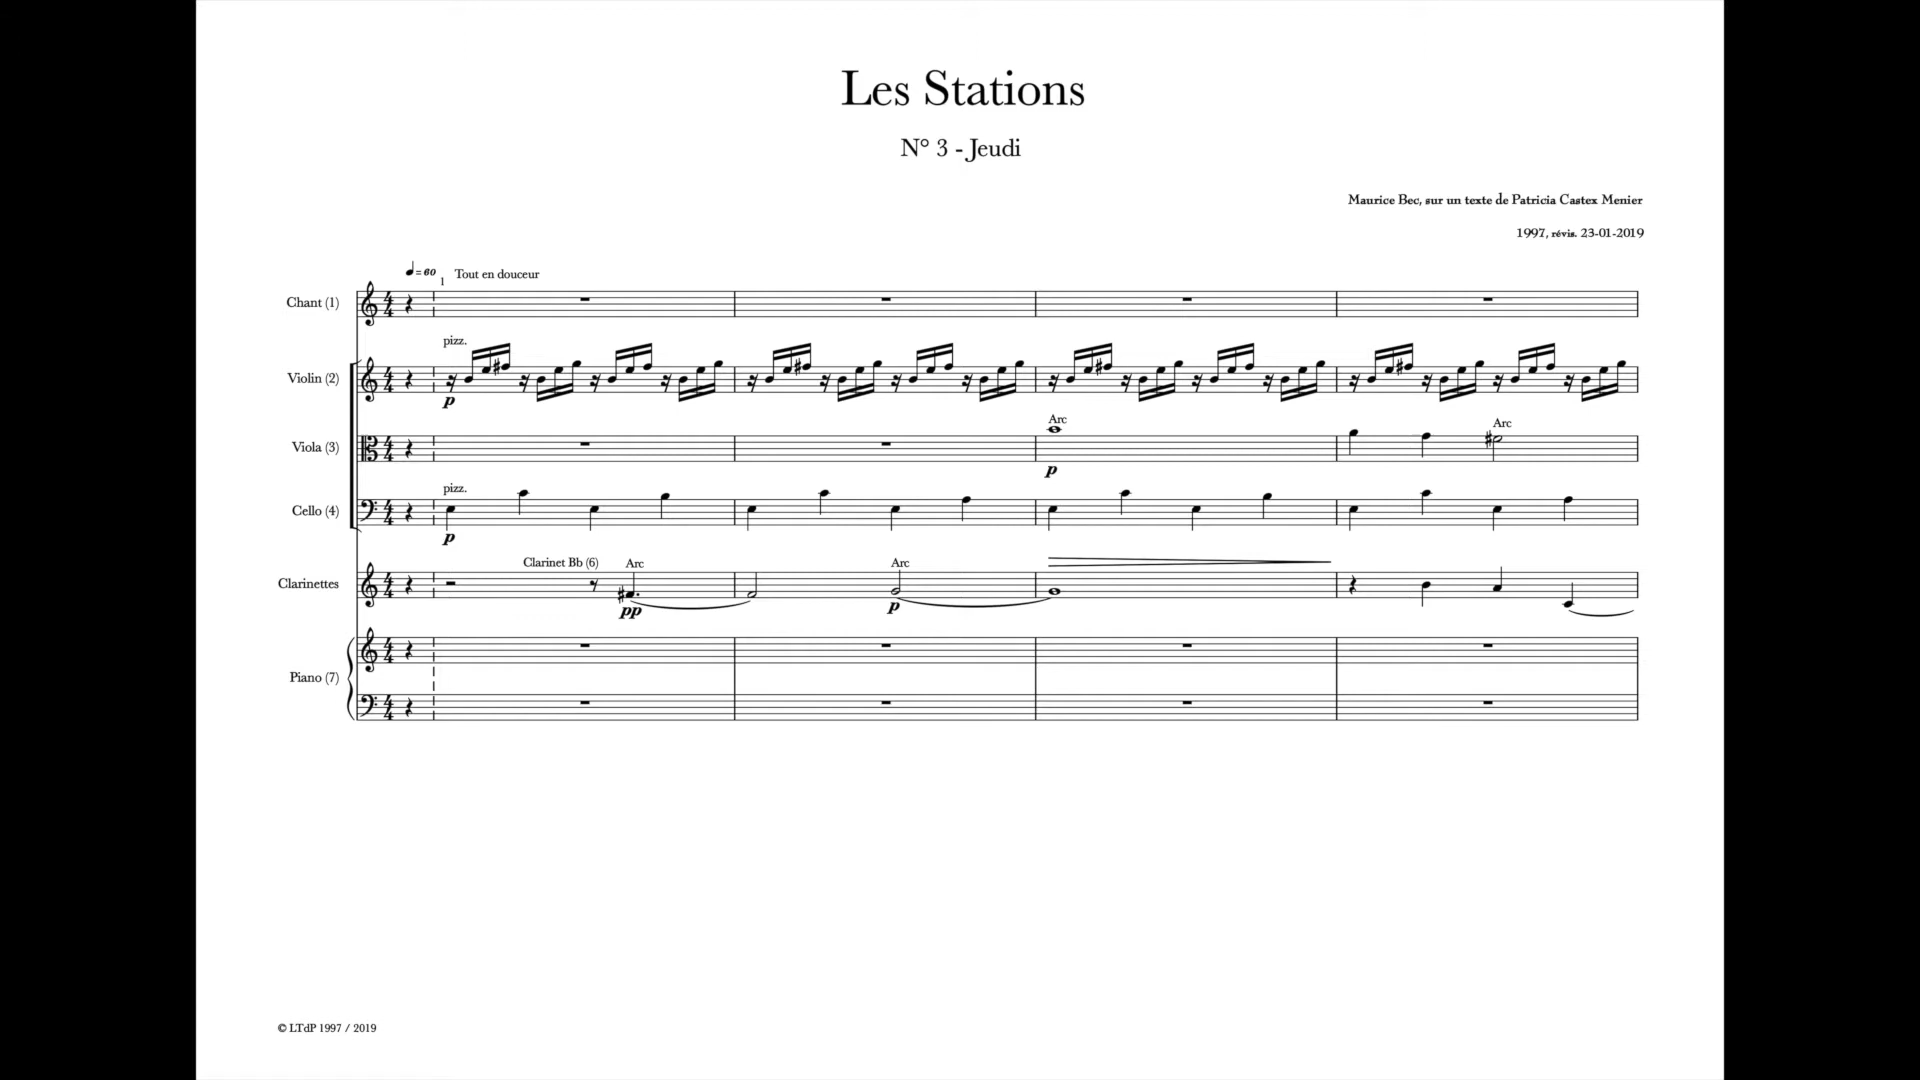 Les Stations
N° 3 - Jeudi
Maurice Bec, sur un texte de Patricia Castex Menier
1997, révis. 23-01-2019
= 60
1
Tout en douceur
Chant (1)
pizz.
Violin (2)
p
Arc
Arc
Viola (3)
p
pizz.
Cello (4)
p
Clarinet Bb (6)
Arc
Arc
Clarinettes
pp
p
Piano (7)
© LTdP 1997 / 2019